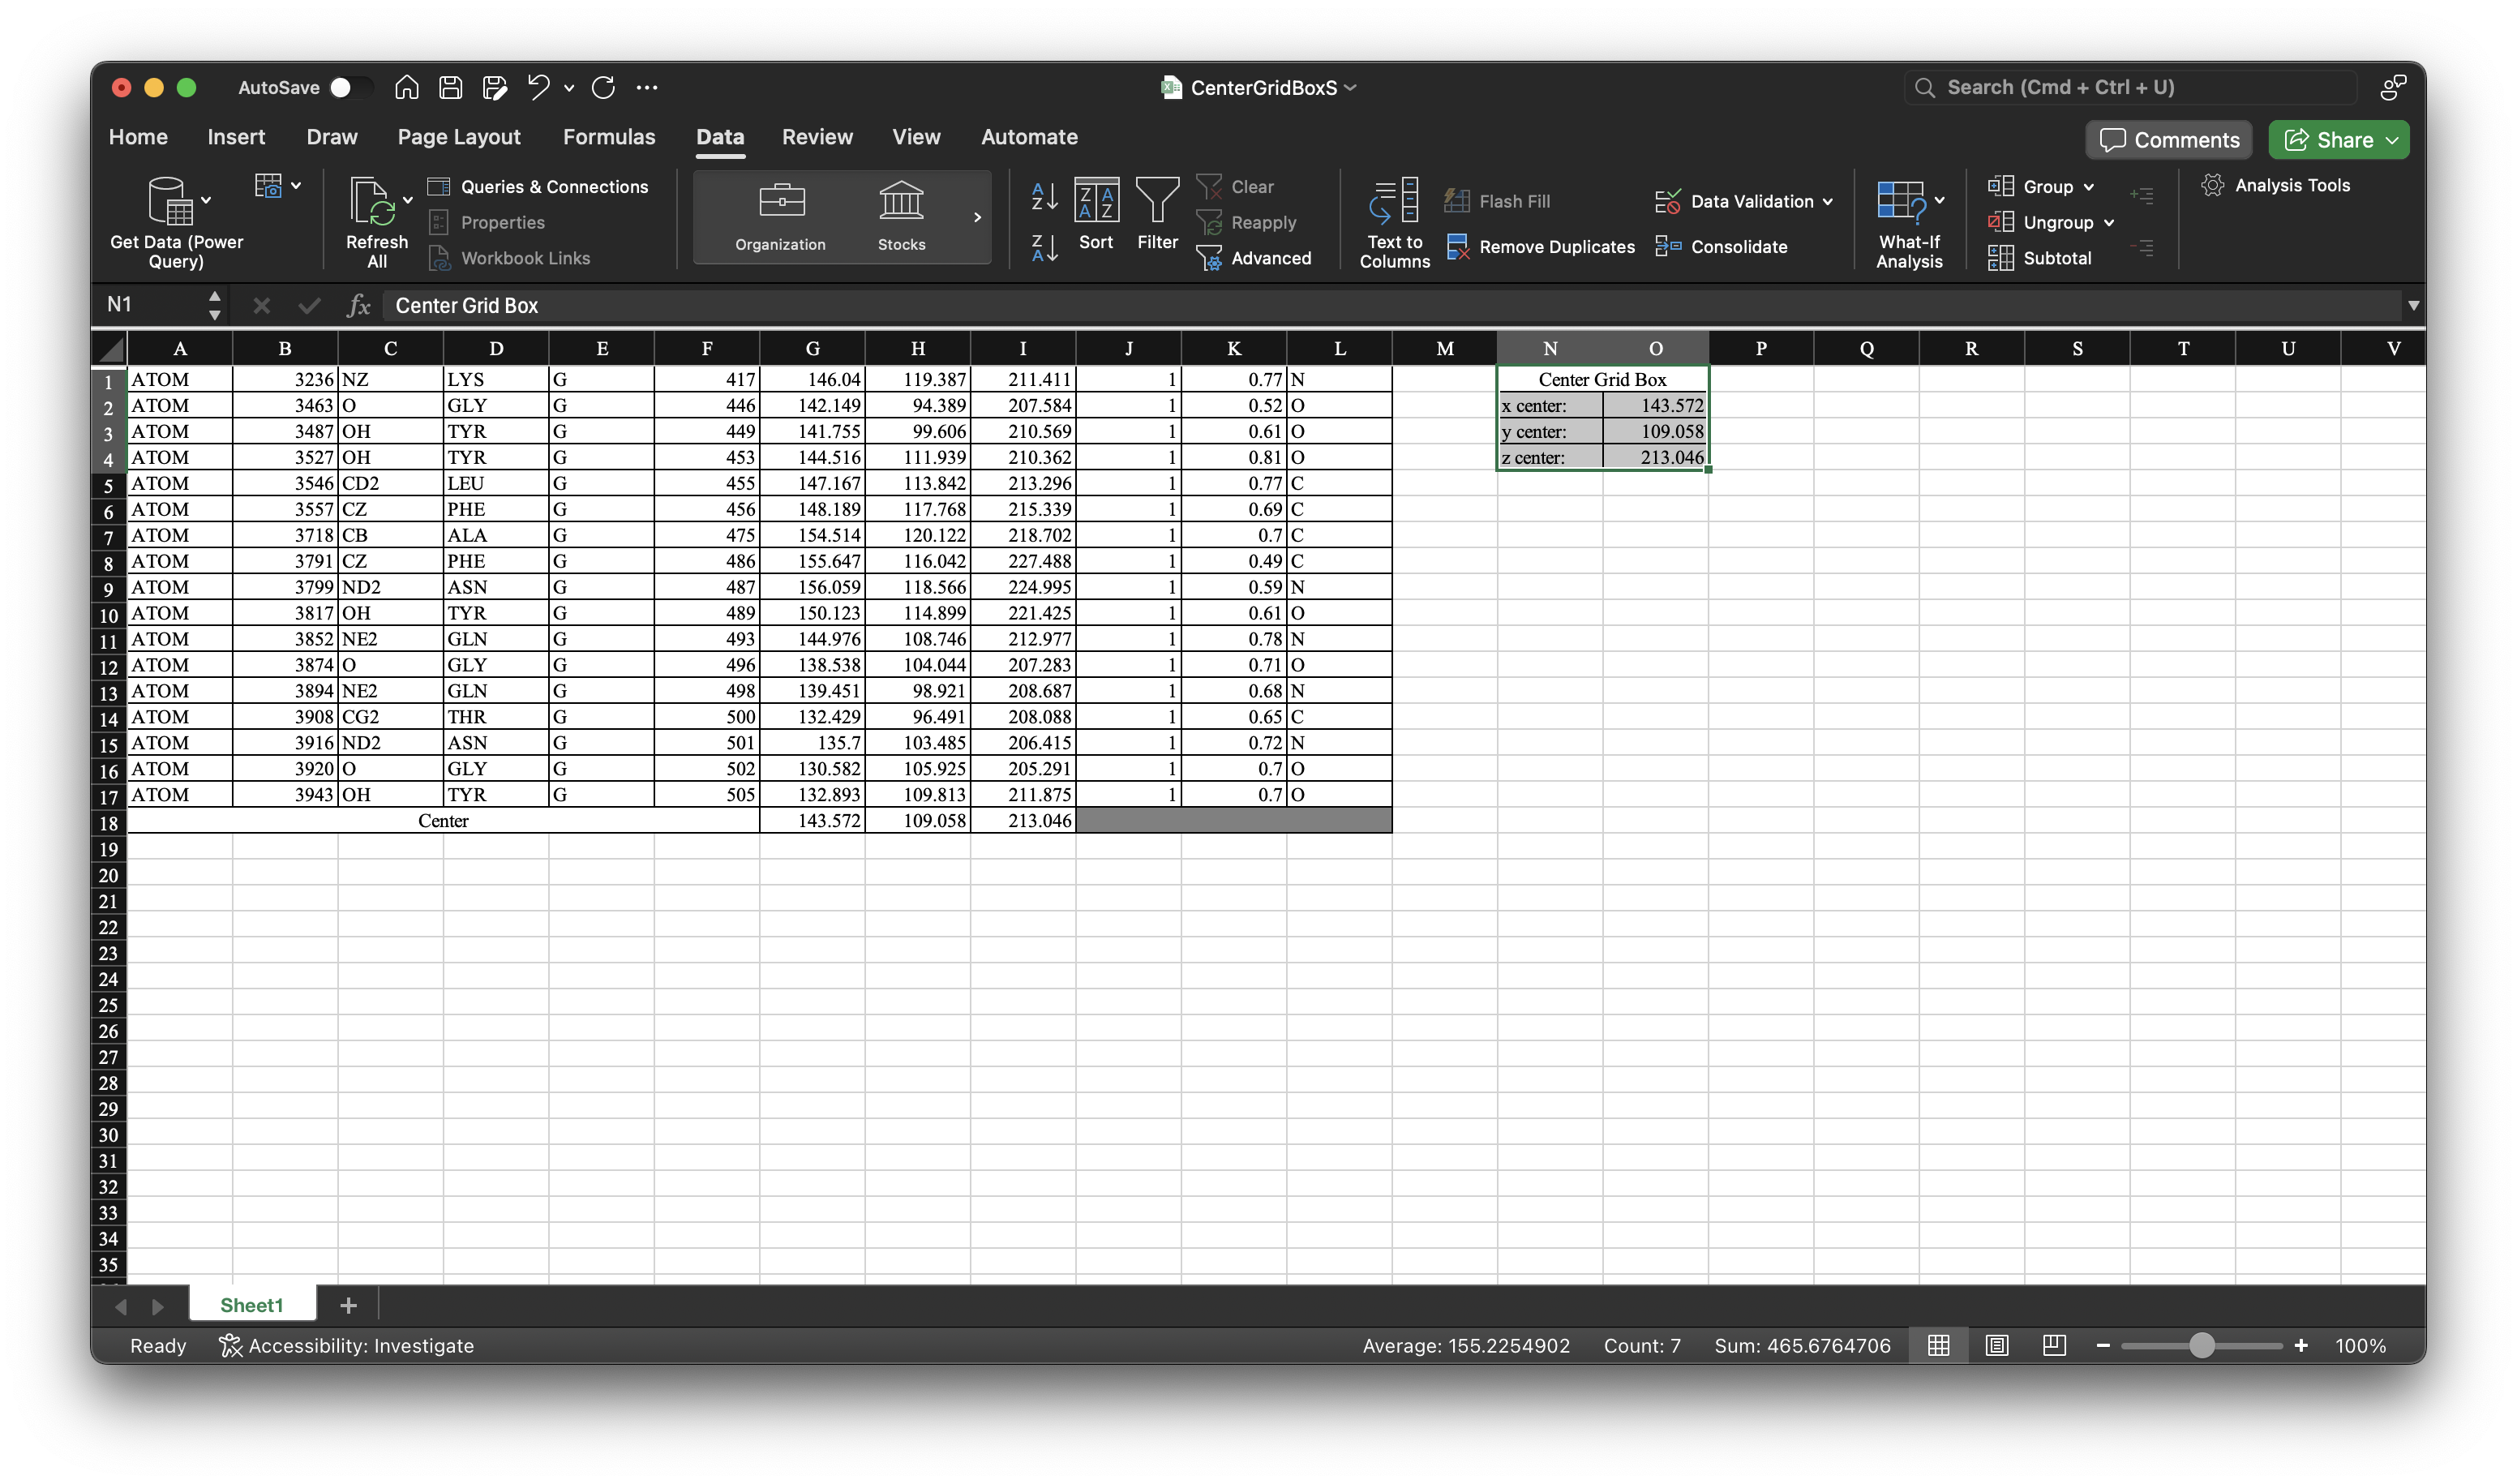 AutoSave
CenterGridBoxS
Search (Cmd + Ctrl + U)
Home Insert Draw Page Layout Formulas Data Review View Automate
Comments Share
Get Data (Power Query)
Refresh All
Queries & Connections
Properties
Workbook Links
Organization
Stocks
Sort
Filter
Clear
Reapply
Advanced
Text to Columns
Flash Fill
Remove Duplicates
Data Validation
Consolidate
What-If Analysis
Group
Ungroup
Subtotal
Analysis Tools
N1 fx Center Grid Box
A B C D E F G H I J K L M N O P Q R S T U V
1 ATOM 3236 NZ LYS G 417 146.04 119.387 211.411 1 0.77 N Center Grid Box
2 ATOM 3463 O GLY G 446 142.149 94.389 207.584 1 0.52 O x center: 143.572
3 ATOM 3487 OH TYR G 449 141.755 99.606 210.569 1 0.61 O y center: 109.058
4 ATOM 3527 OH TYR G 453 144.516 111.939 210.362 1 0.81 O z center: 213.046
5 ATOM 3546 CD2 LEU G 455 147.167 113.842 213.296 1 0.77 C
6 ATOM 3557 CZ PHE G 456 148.189 117.768 215.339 1 0.69 C
7 ATOM 3718 CB ALA G 475 154.514 120.122 218.702 1 0.7 C
8 ATOM 3791 CZ PHE G 486 155.647 116.042 227.488 1 0.49 C
9 ATOM 3799 ND2 ASN G 487 156.059 118.566 224.995 1 0.59 N
10 ATOM 3817 OH TYR G 489 150.123 114.899 221.425 1 0.61 O
11 ATOM 3852 NE2 GLN G 493 144.976 108.746 212.977 1 0.78 N
12 ATOM 3874 O GLY G 496 138.538 104.044 207.283 1 0.71 O
13 ATOM 3894 NE2 GLN G 498 139.451 98.921 208.687 1 0.68 N
14 ATOM 3908 CG2 THR G 500 132.429 96.491 208.088 1 0.65 C
15 ATOM 3916 ND2 ASN G 501 135.7 103.485 206.415 1 0.72 N
16 ATOM 3920 O GLY G 502 130.582 105.925 205.291 1 0.7 O
17 ATOM 3943 OH TYR G 505 132.893 109.813 211.875 1 0.7 O
18 Center 143.572 109.058 213.046
19
20
21
22
23
24
25
26
27
28
29
30
31
32
33
34
35
Sheet1
Ready Accessibility: Investigate Average: 155.2254902 Count: 7 Sum: 465.6764706 100%